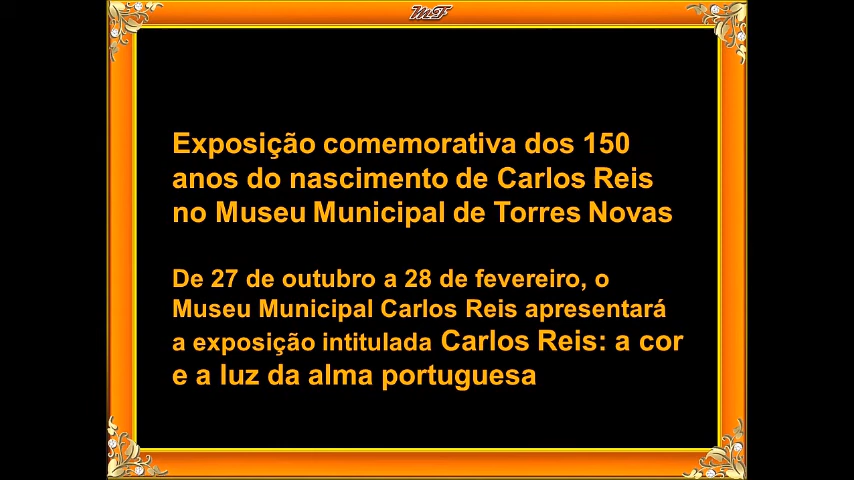 MF
Exposição comemorativa dos 150
anos do nascimento de Carlos Reis
no Museu Municipal de Torres Novas
De 27 de outubro a 28 de fevereiro, o
Museu Municipal Carlos Reis apresentará
a exposição intitulada Carlos Reis: a cor
e a luz da alma portuguesa